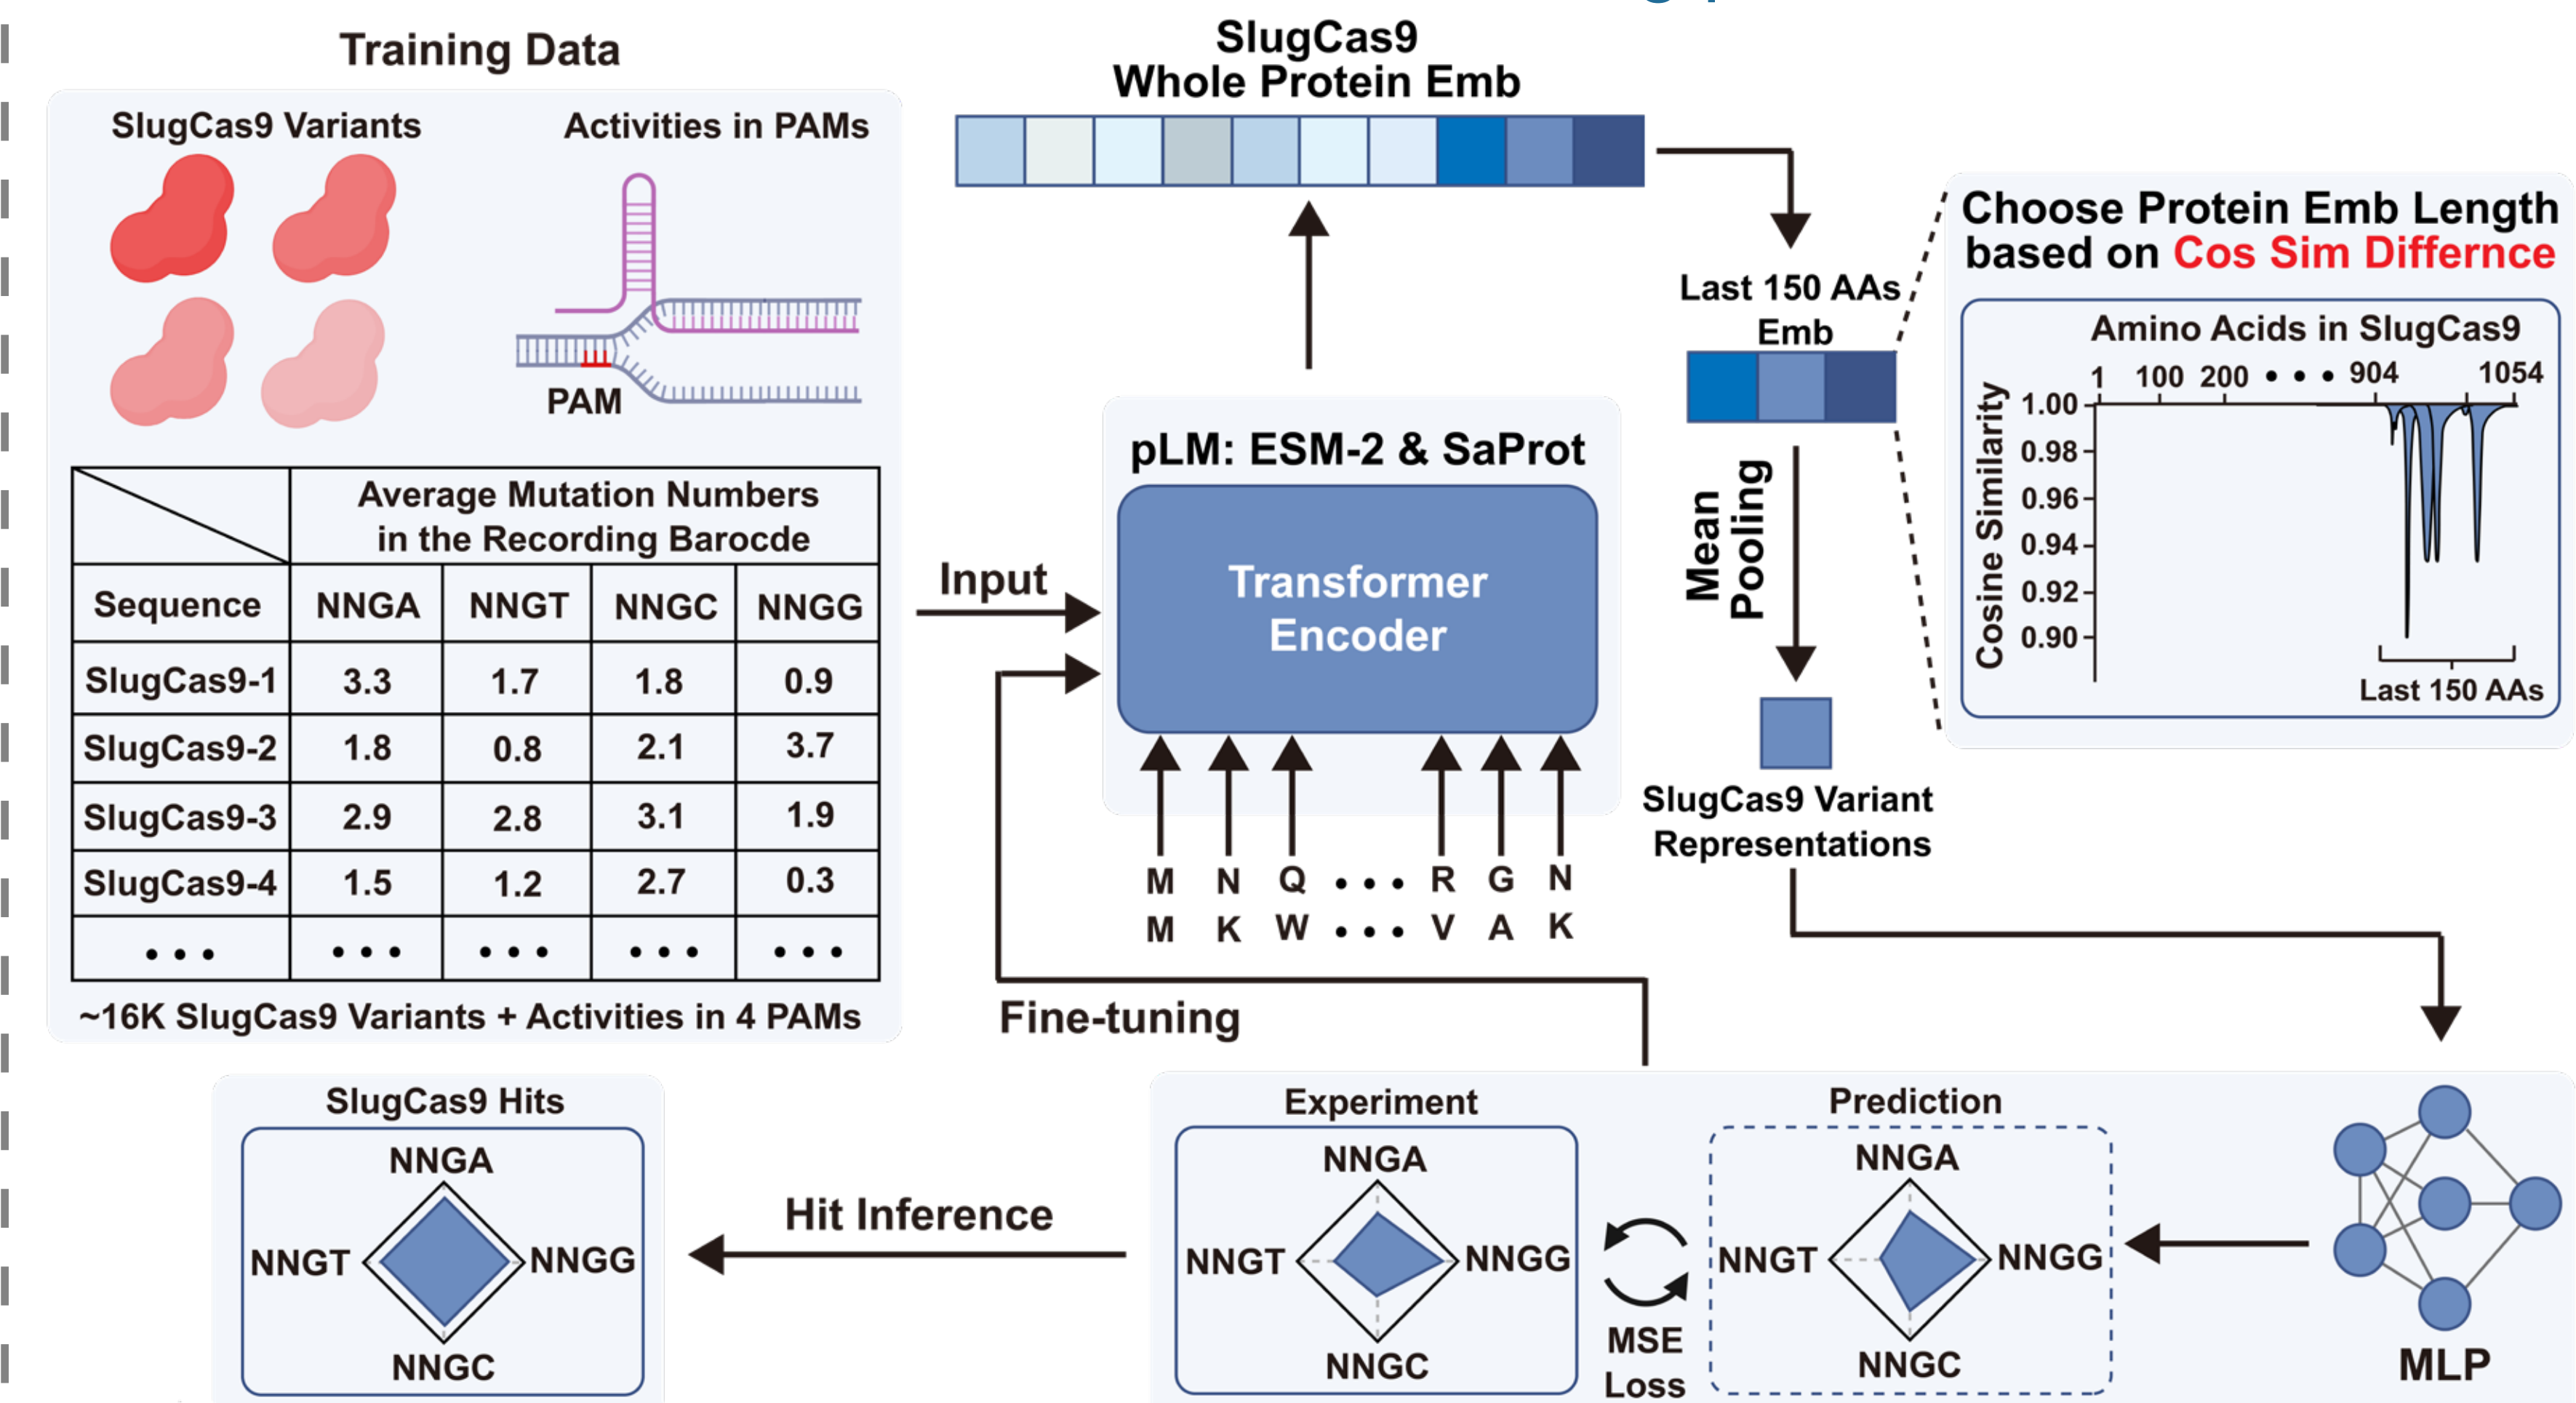 Training Data
SlugCas9 Variants
Activities in PAMs
PAM
Average Mutation Numbers
in the Recording Barocde
Sequence NNGA NNGT NNGC NNGG
SlugCas9-1 3.3 1.7 1.8 0.9
SlugCas9-2 1.8 0.8 2.1 3.7
SlugCas9-3 2.9 2.8 3.1 1.9
SlugCas9-4 1.5 1.2 2.7 0.3
••• ••• ••• ••• •••
~16K SlugCas9 Variants + Activities in 4 PAMs
Input
SlugCas9
Whole Protein Emb
pLM: ESM-2 & SaProt
Transformer
Encoder
M N Q ••• R G N
M K W ••• V A K
Fine-tuning
Last 150 AAs
Emb
Mean
Pooling
SlugCas9 Variant
Representations
Choose Protein Emb Length
based on Cos Sim Differnce
Amino Acids in SlugCas9
1 100 200 ••• 904 1054
Cosine Similarity
1.00
0.98
0.96
0.94
0.92
0.90
Last 150 AAs
SlugCas9 Hits
NNGA
NNGT
NNGG
NNGC
Hit Inference
Experiment
NNGA
NNGT
NNGG
NNGC
MSE
Loss
Prediction
NNGA
NNGT
NNGG
NNGC
MLP